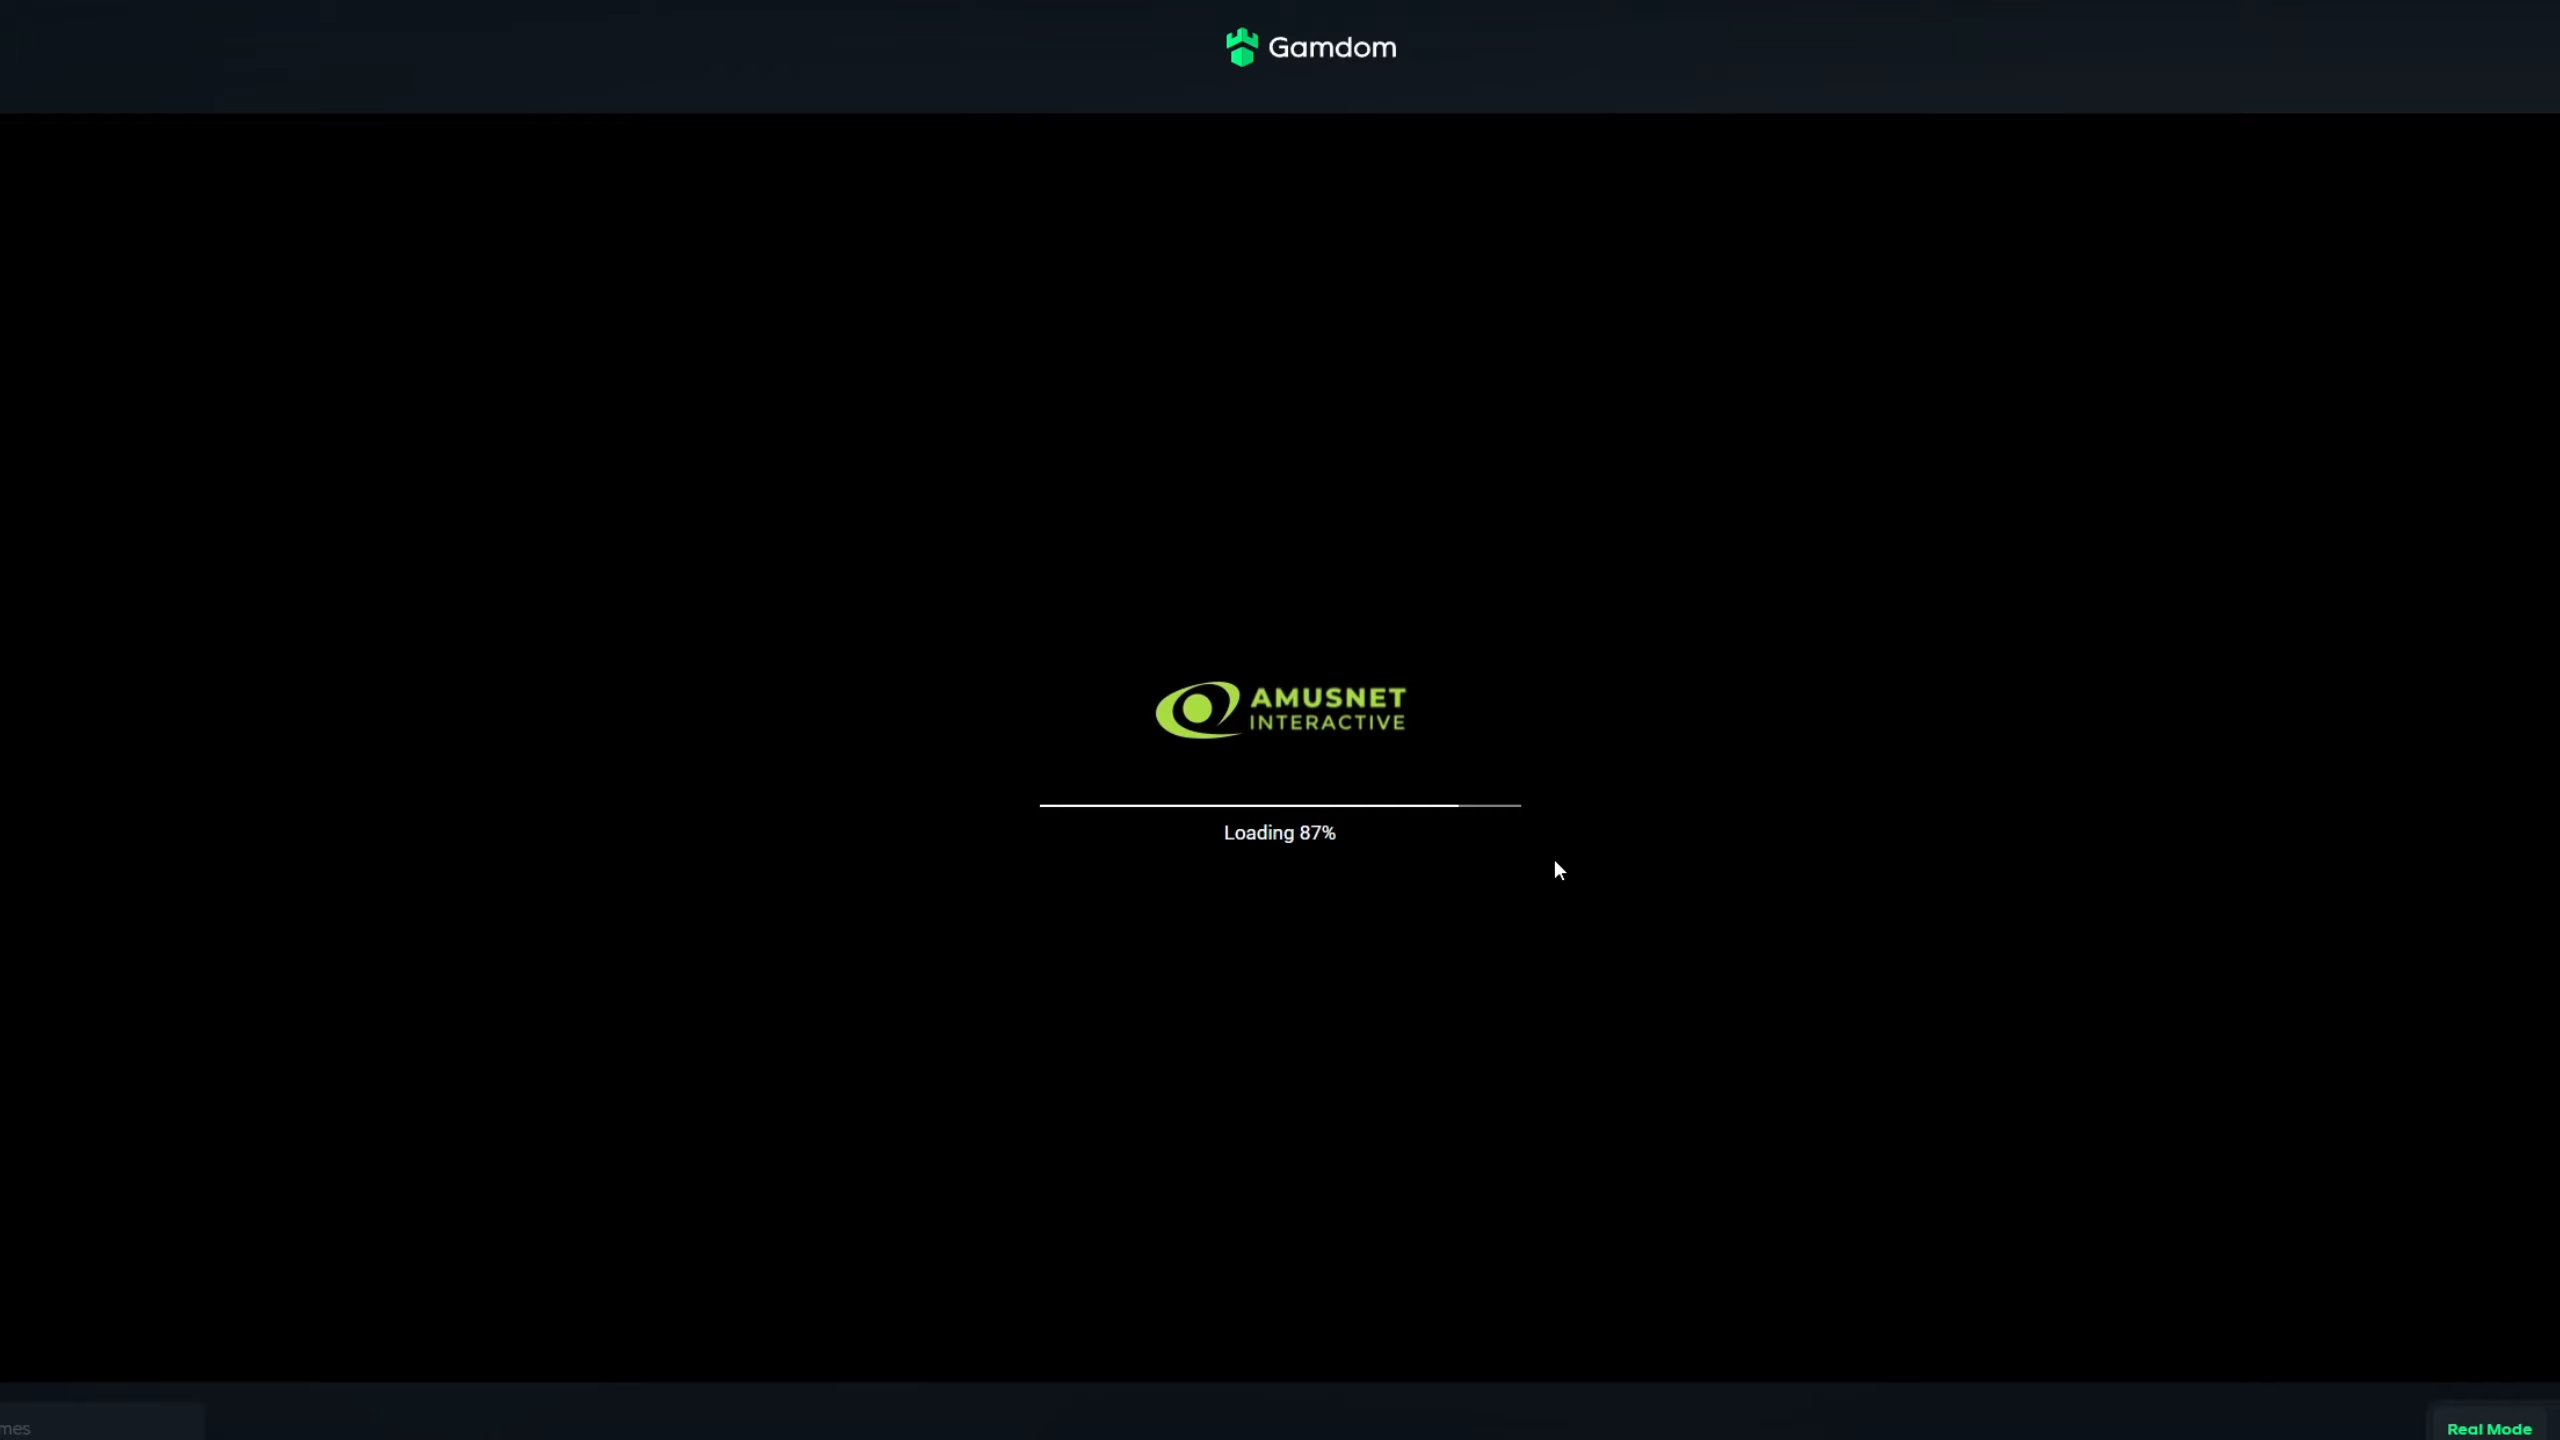 Gamdom
AMUSNET
INTERACTIVE
Loading 87%
mes
Real Mode